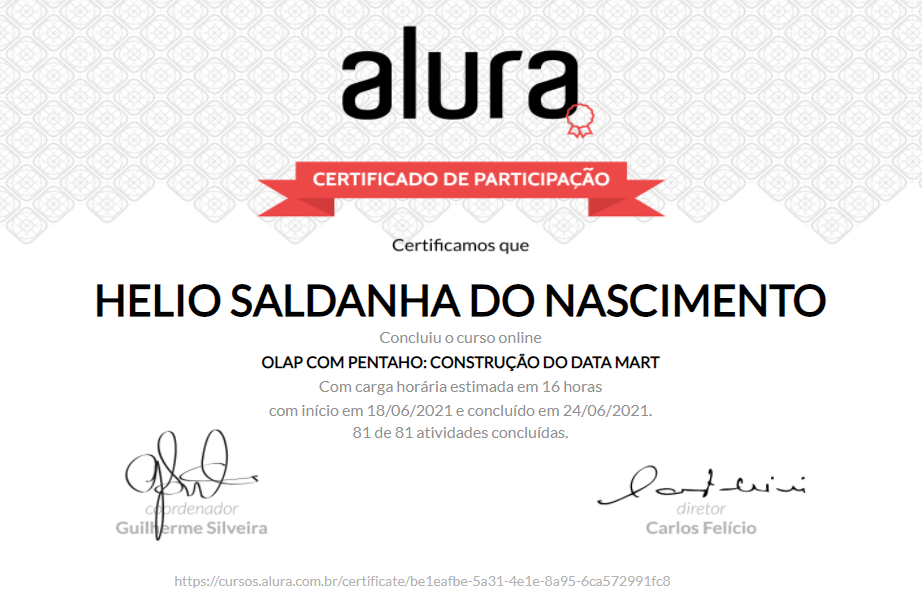 alura
CERTIFICADO DE PARTICIPAÇÃO
Certificamos que
HELIO SALDANHA DO NASCIMENTO
Concluiu o curso online
OLAP COM PENTAHO: CONSTRUÇÃO DO DATA MART
Com carga horária estimada em 16 horas
com início em 18/06/2021 e concluído em 24/06/2021.
81 de 81 atividades concluídas.
coordenador
Guilherme Silveira
diretor
Carlos Felício
https://cursos.alura.com.br/certificate/be1eafbe-5a31-4e1e-8a95-6ca572991fc8